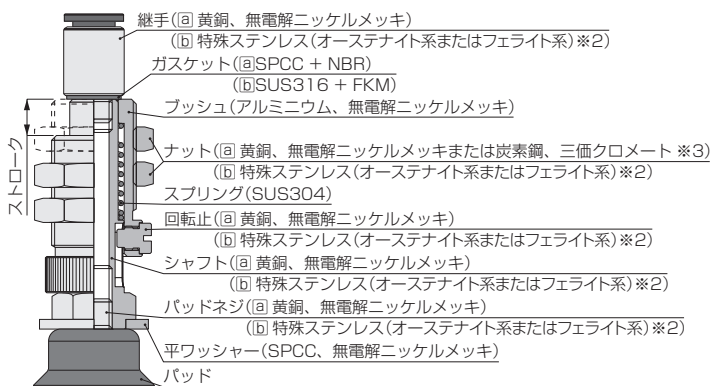 継手(ⓐ 黄銅、無電解ニッケルメッキ)
(ⓑ 特殊ステンレス(オーステナイト系またはフェライト系)※2)
ガスケット(ⓐSPCC + NBR)
(ⓑSUS316 + FKM)
ブッシュ(アルミニウム、無電解ニッケルメッキ)
ナット(ⓐ 黄銅、無電解ニッケルメッキまたは炭素鋼、三価クロメート ※3)
(ⓑ 特殊ステンレス(オーステナイト系またはフェライト系)※2)
スプリング(SUS304)
回転止(ⓐ 黄銅、無電解ニッケルメッキ)
(ⓑ 特殊ステンレス(オーステナイト系またはフェライト系)※2)
シャフト(ⓐ 黄銅、無電解ニッケルメッキ)
(ⓑ 特殊ステンレス(オーステナイト系またはフェライト系)※2)
パッドネジ(ⓐ 黄銅、無電解ニッケルメッキ)
(ⓑ 特殊ステンレス(オーステナイト系またはフェライト系)※2)
平ワッシャー(SPCC、無電解ニッケルメッキ)
パッド
ストローク